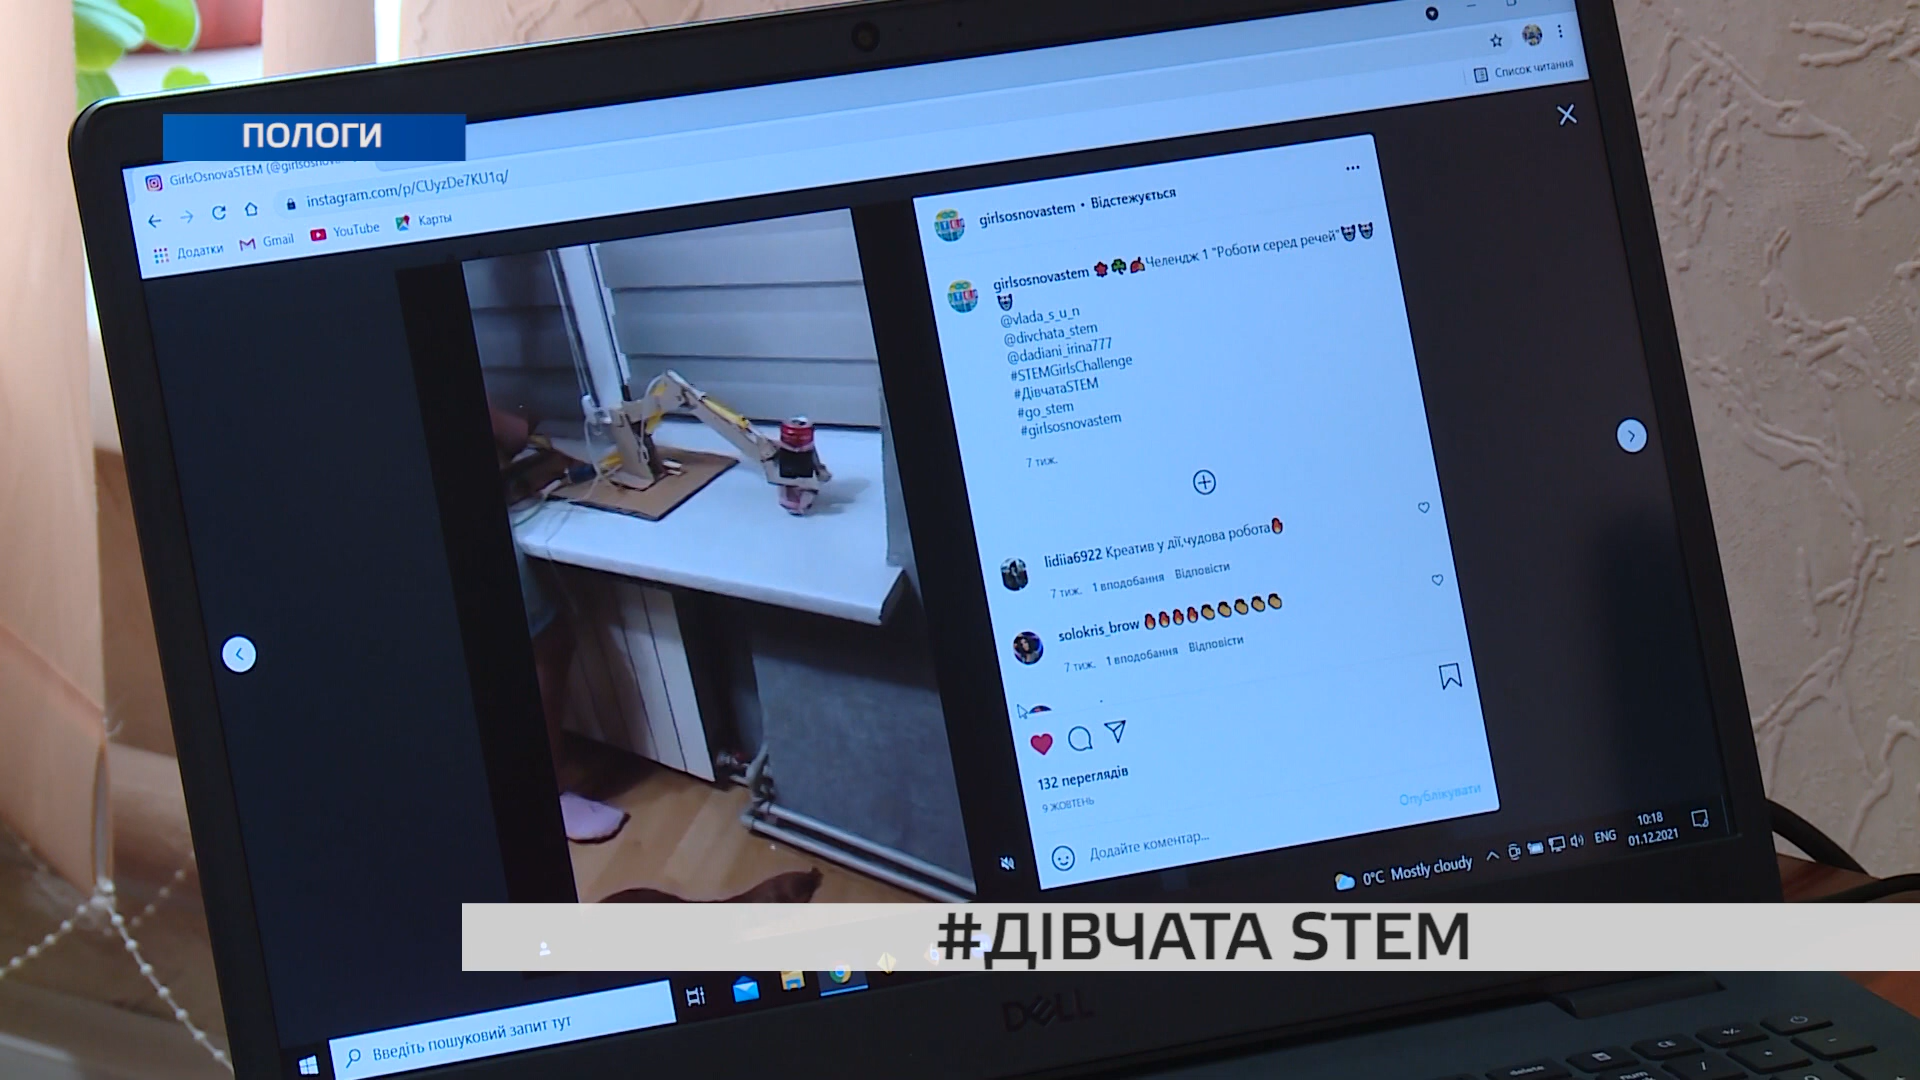 ПОЛОГИ
GirlsOsnovaSTEM
instagram.com/p/CUyzDe7KU1q/
Список читання
Додатки Gmail YouTube Карты
girlsosnovastem • Відстежується
girlsosnovastem Челендж 1 "Роботи серед речей"
@vlada_s_u_n
@divchata_stem
@dadiani_irina777
#STEMGirlsChallenge
#ДівчатаSTEM
#go_stem
#girlsosnovastem
7 тиж.
lidiia6922 Креатив у дії,чудова робота
7 тиж. 1 вподобання Відповісти
solokris_brow
7 тиж. 1 вподобання Відповісти
132 переглядів
9 ЖОВТЕНЬ
Додайте коментар... Опублікувати
0°C Mostly cloudy ENG 10:18
01.12.2021
#ДІВЧАТА STEM
Введіть пошуковий запит тут
DELL
delete